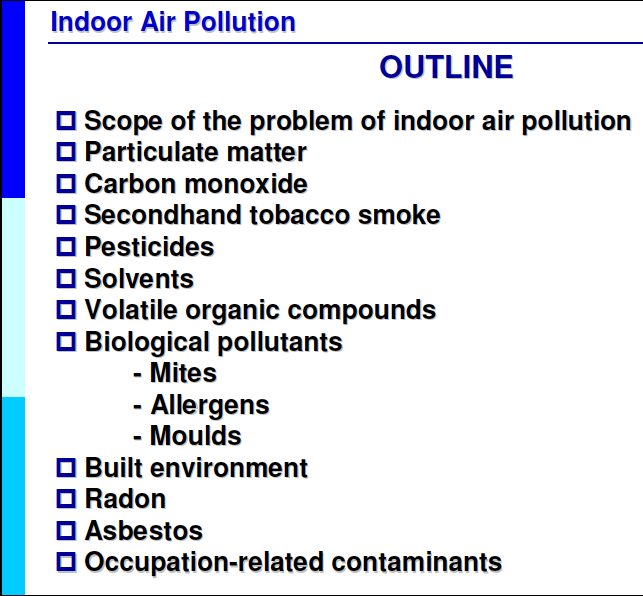 Indoor Air Pollution
OUTLINE
Scope of the problem of indoor air pollution
Particulate matter
Carbon monoxide
Secondhand tobacco smoke
Pesticides
Solvents
Volatile organic compounds
Biological pollutants
- Mites
- Allergens
- Moulds
Built environment
Radon
Asbestos
Occupation-related contaminants